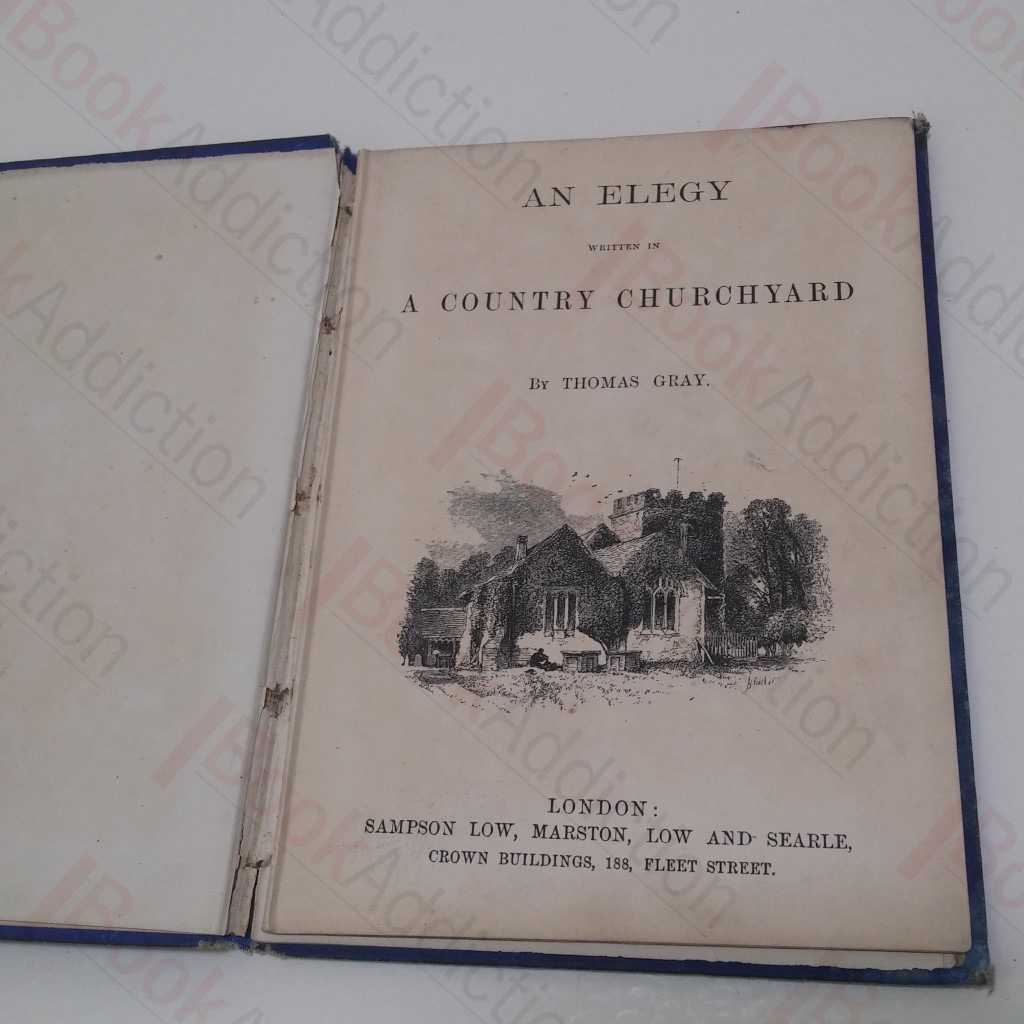 AN ELEGY
WRITTEN IN
A COUNTRY CHURCHYARD
BY THOMAS GRAY.
LONDON:
SAMPSON LOW, MARSTON, LOW AND SEARLE,
CROWN BUILDINGS, 188, FLEET STREET.
BookAddiction